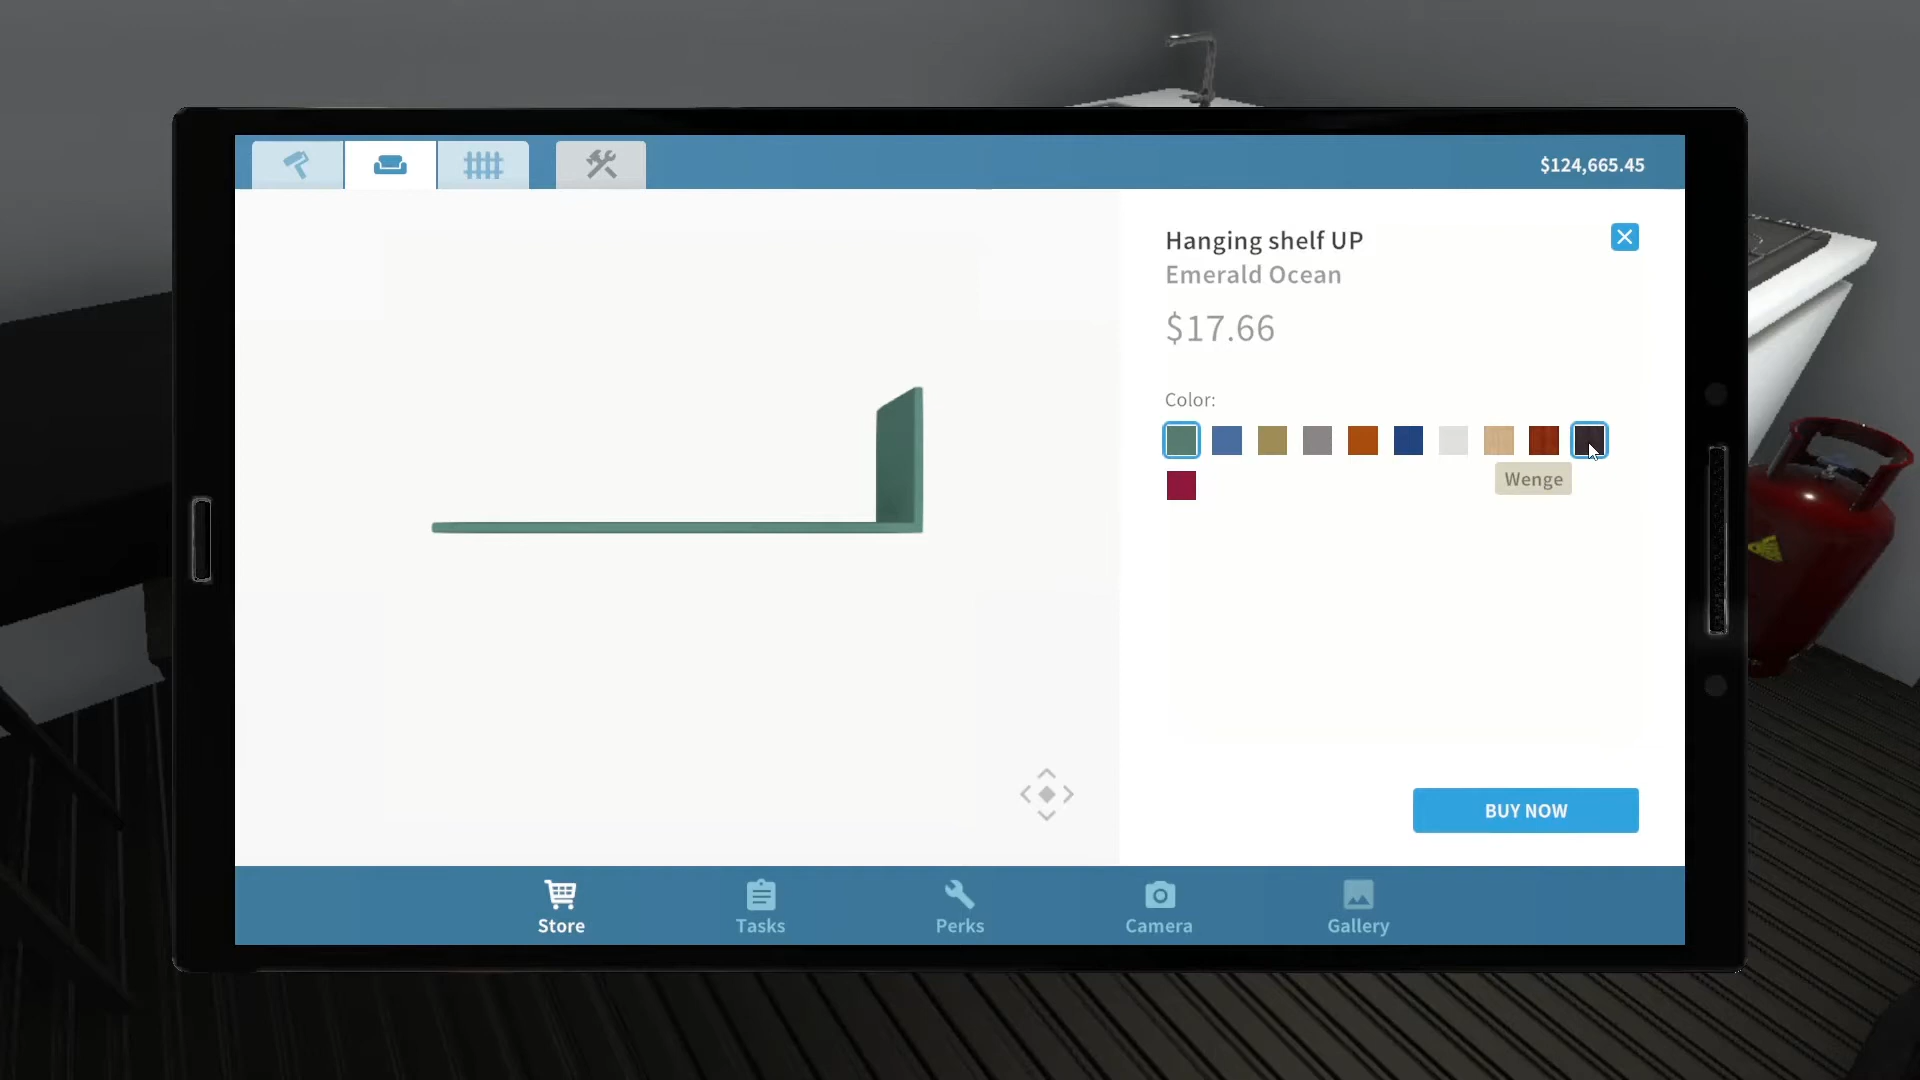 $124,665.45
Hanging shelf UP
Emerald Ocean
$17.66
Color:
Wenge
BUY NOW
Store
Tasks
Perks
Camera
Gallery